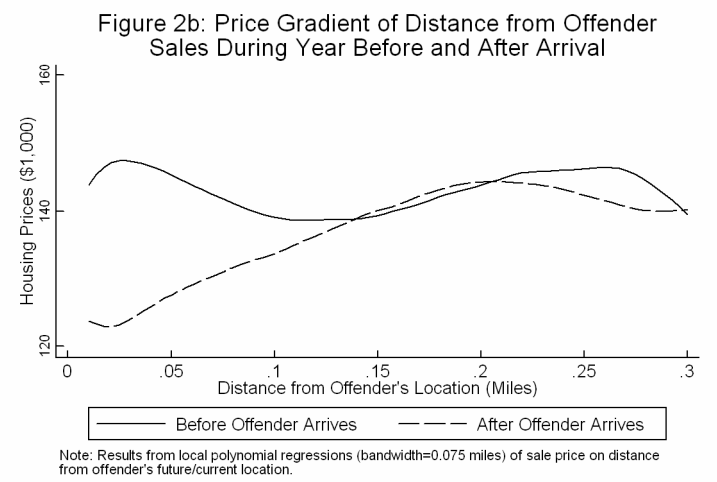 Figure 2b: Price Gradient of Distance from Offender
Sales During Year Before and After Arrival
Housing Prices ($1,000)
160
140
120
0
.05
.1
.15
.2
.25
.3
Distance from Offender's Location (Miles)
Before Offender Arrives
After Offender Arrives
Note: Results from local polynomial regressions (bandwidth=0.075 miles) of sale price on distance
from offender's future/current location.